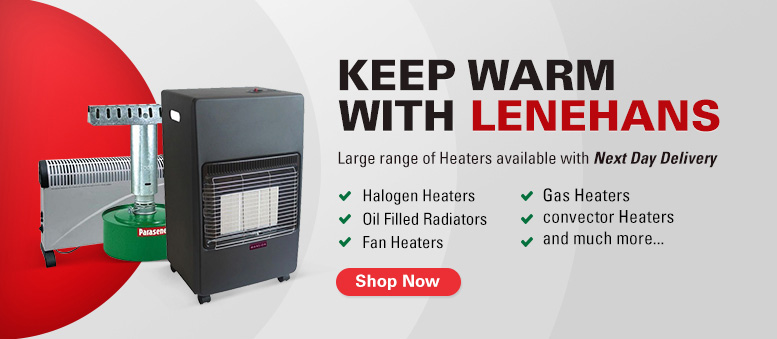 KEEP WARM
WITH LENEHANS
Large range of Heaters available with Next Day Delivery
Halogen Heaters
Oil Filled Radiators
Fan Heaters
Gas Heaters
convector Heaters
and much more...
Shop Now
Parasene